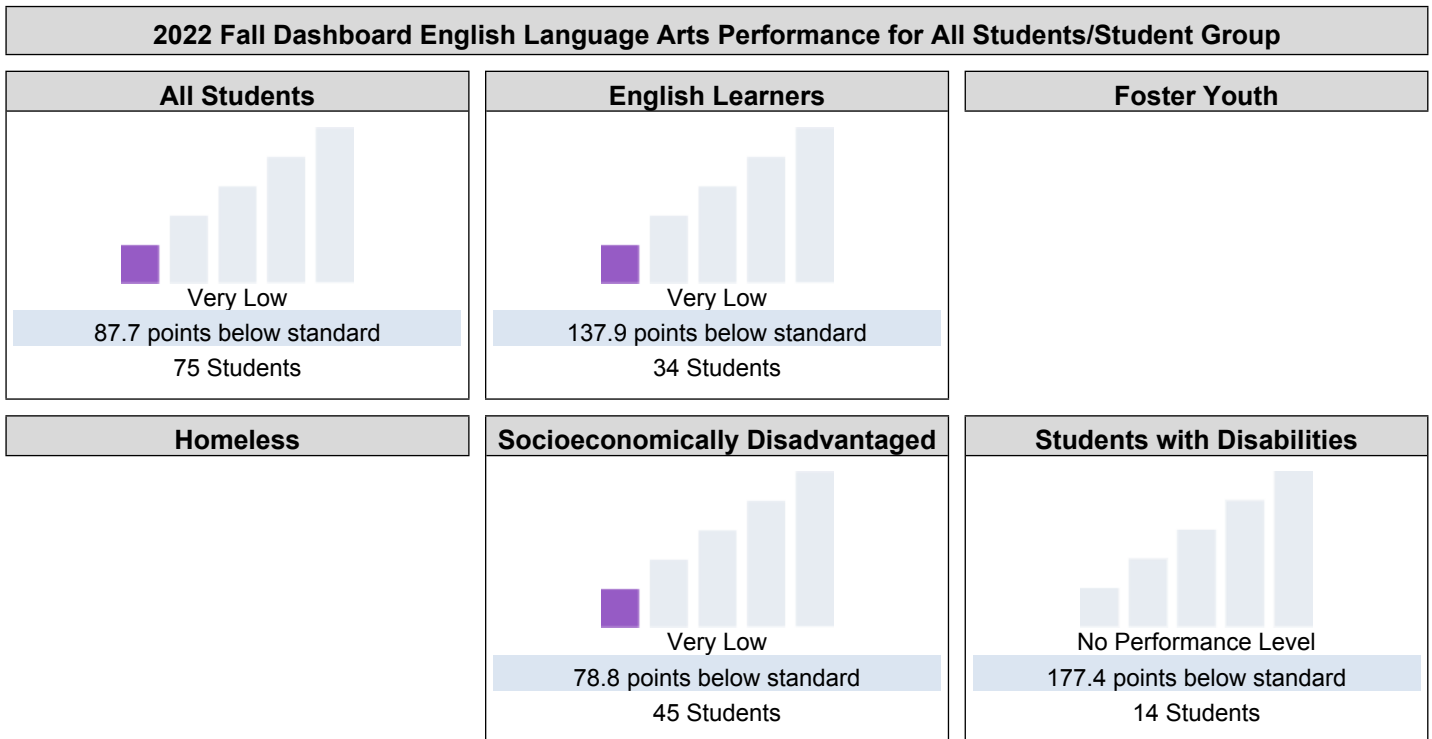 2022 Fall Dashboard English Language Arts Performance for All Students/Student Group
All Students
English Learners
Foster Youth
Very Low
87.7 points below standard
75 Students
Very Low
137.9 points below standard
34 Students
Homeless
Socioeconomically Disadvantaged
Students with Disabilities
Very Low
78.8 points below standard
45 Students
No Performance Level
177.4 points below standard
14 Students